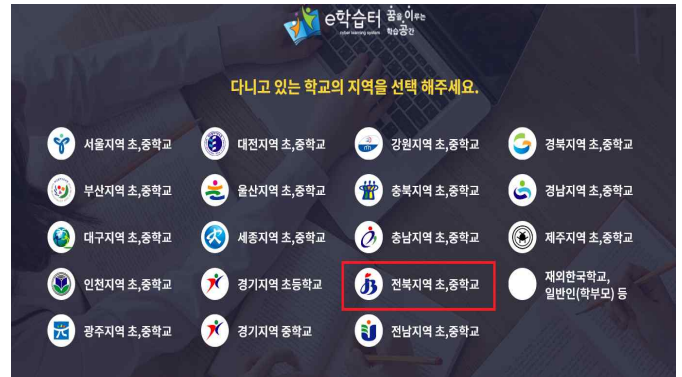 e학습터 꿈을 이루는
cyber learning system 학습공간
다니고 있는 학교의 지역을 선택 해주세요.
서울지역 초,중학교
대전지역 초,중학교
강원지역 초,중학교
경북지역 초,중학교
부산지역 초,중학교
울산지역 초,중학교
충북지역 초,중학교
경남지역 초,중학교
대구지역 초,중학교
세종지역 초,중학교
충남지역 초,중학교
제주지역 초,중학교
인천지역 초,중학교
경기지역 초등학교
전북지역 초,중학교
재외한국학교,
일반인(학부모) 등
광주지역 초,중학교
경기지역 중학교
전남지역 초,중학교